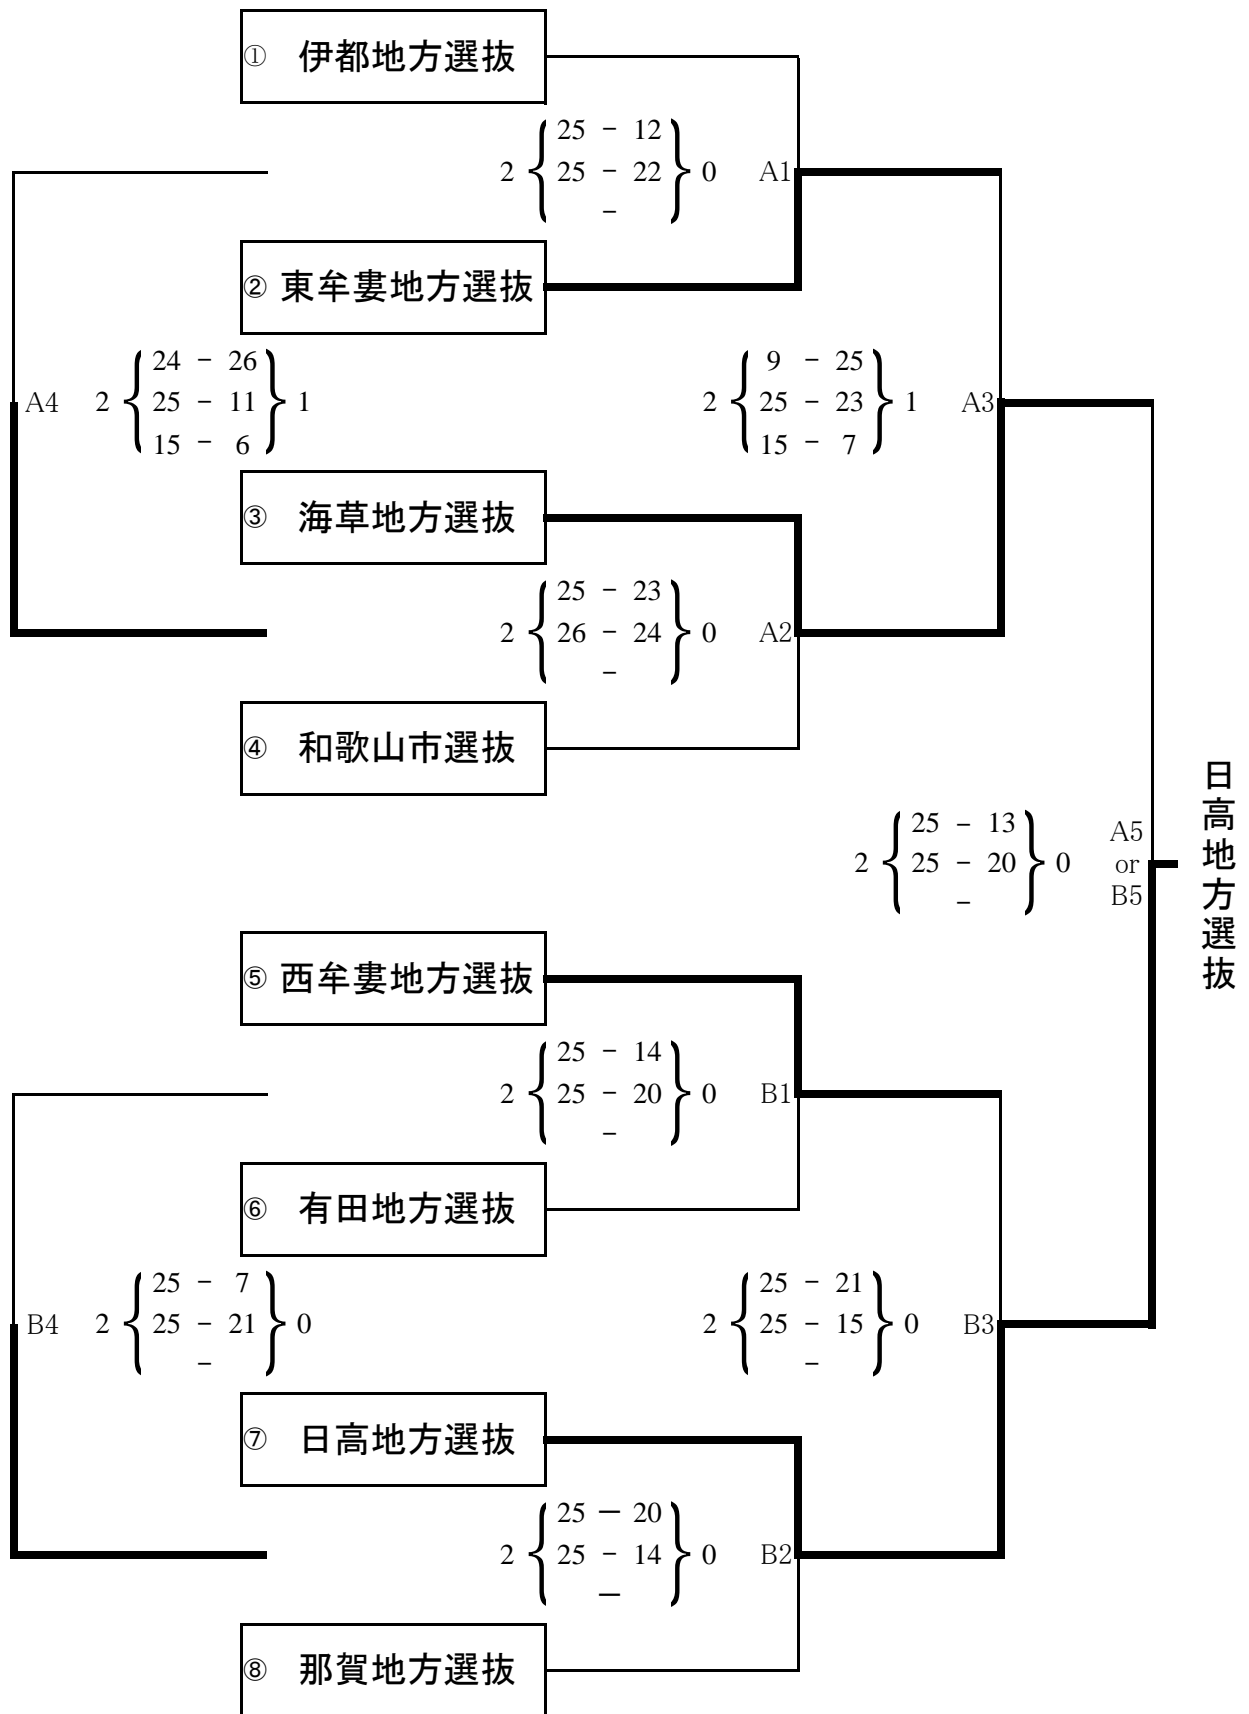 ① 伊都地方選抜
25 - 12
2 { 25 - 22 } 0 A1
-
② 東牟婁地方選抜
24 - 26
A4 2 { 25 - 11 } 1
15 - 6
9 - 25
2 { 25 - 23 } 1 A3
15 - 7
③ 海草地方選抜
25 - 23
2 { 26 - 24 } 0 A2
-
④ 和歌山市選抜
25 - 13
2 { 25 - 20 } 0
-
A5
or
B5
日高地方選抜
⑤ 西牟婁地方選抜
25 - 14
2 { 25 - 20 } 0 B1
-
⑥ 有田地方選抜
25 - 7
B4 2 { 25 - 21 } 0
-
25 - 21
2 { 25 - 15 } 0 B3
-
⑦ 日高地方選抜
25 — 20
2 { 25 - 14 } 0 B2
—
⑧ 那賀地方選抜